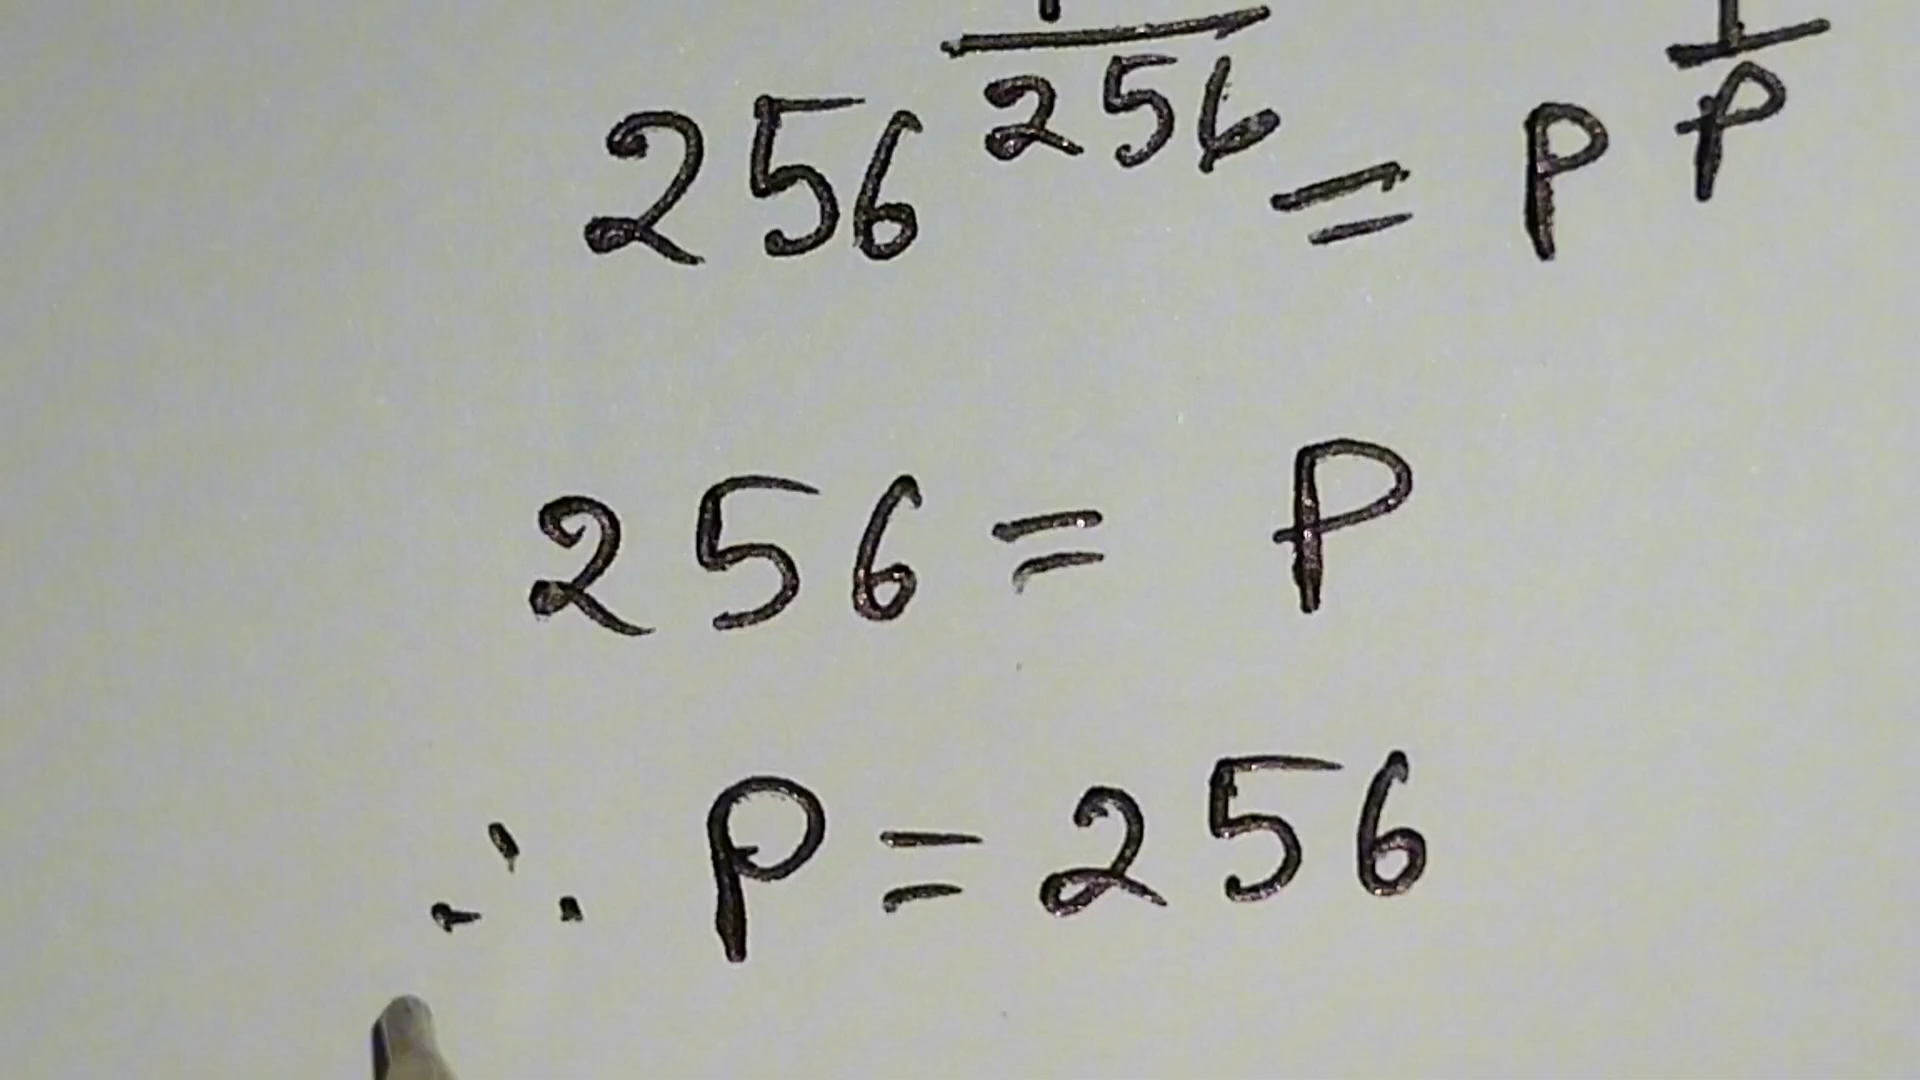 256^(1/256) = P^(1/P)
256 = P
∴ P = 256